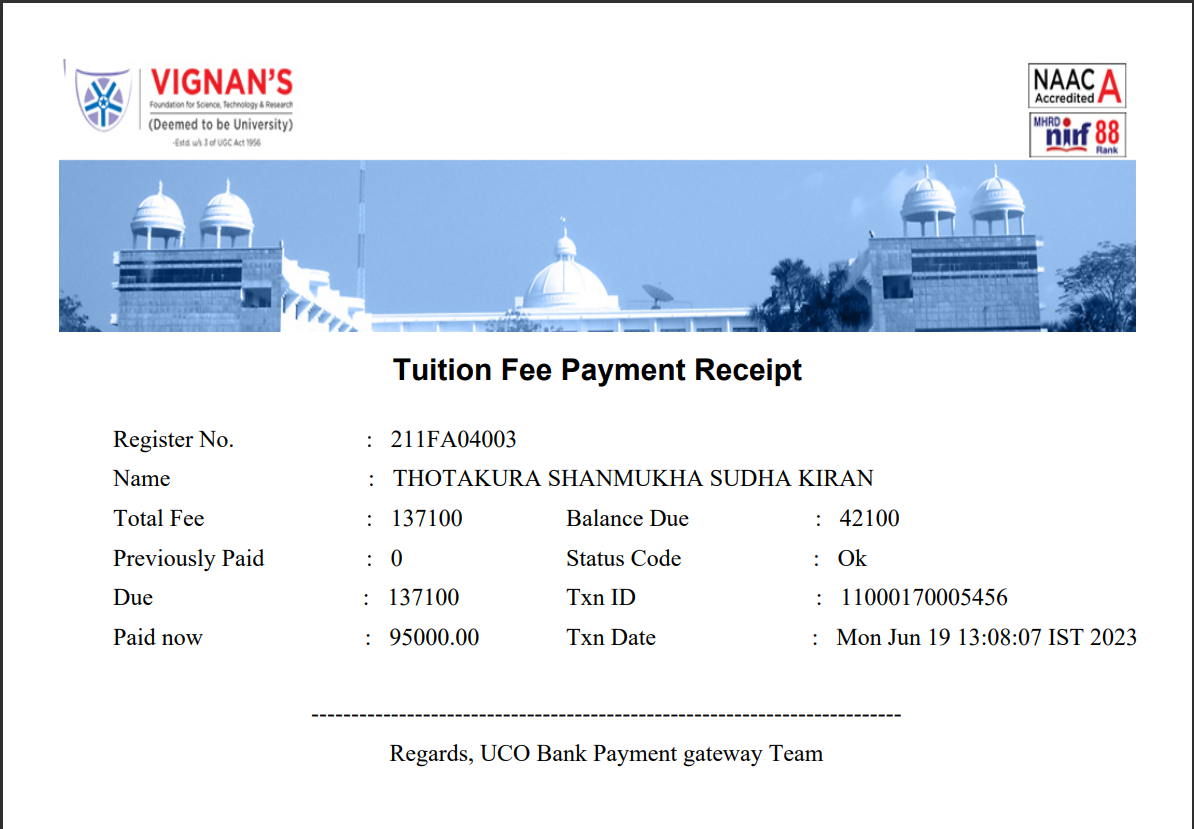 VIGNAN'S
Foundation for Science, Technology & Research
(Deemed to be University)
-Estd. u/s 3 of UGC Act 1956
NAAC A
Accredited
MHRD
nirf 88
Rank
Tuition Fee Payment Receipt
Register No. : 211FA04003
Name : THOTAKURA SHANMUKHA SUDHA KIRAN
Total Fee : 137100 Balance Due : 42100
Previously Paid : 0 Status Code : Ok
Due : 137100 Txn ID : 11000170005456
Paid now : 95000.00 Txn Date : Mon Jun 19 13:08:07 IST 2023
--------------------------------------------------------------------------
Regards, UCO Bank Payment gateway Team